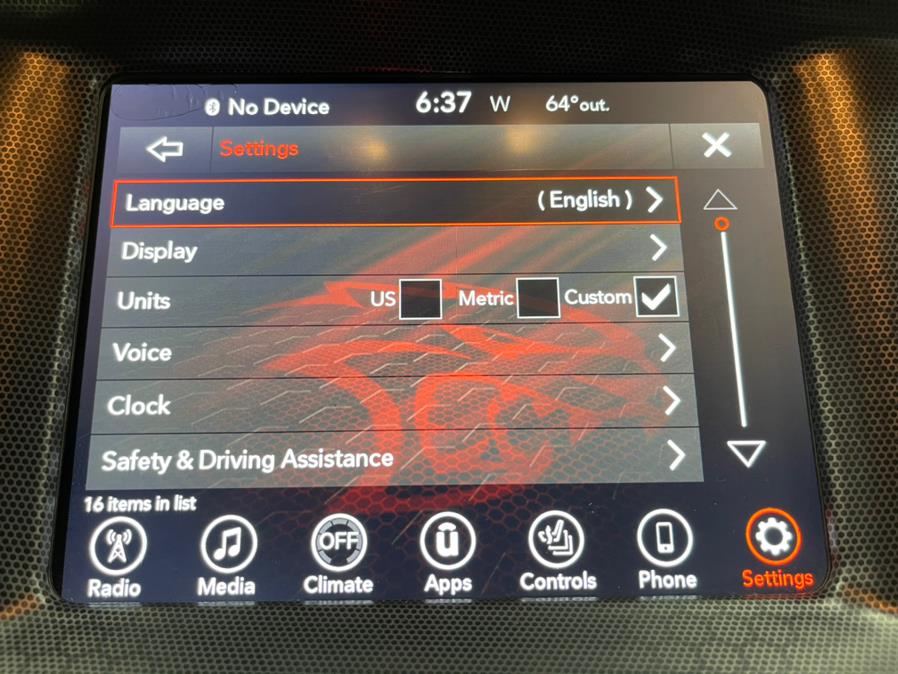 No Device 6:37 W 64° out.
Settings
Language (English)
Display
Units US Metric Custom
Voice
Clock
Safety & Driving Assistance
16 items in list
OFF
Radio Media Climate Apps Controls Phone Settings